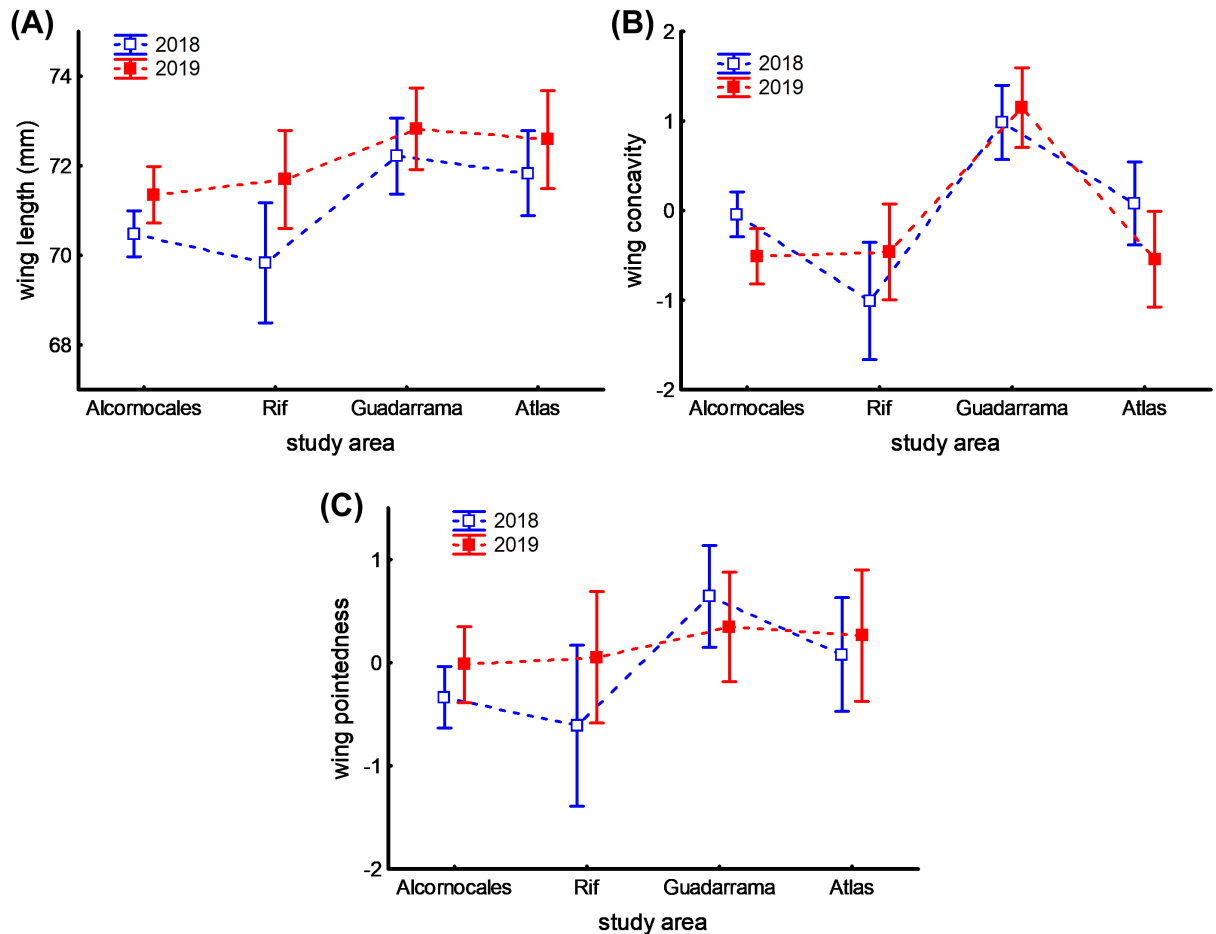 (A)
2018
2019
74
72
70
68
wing length (mm)
Alcornocales Rif Guadarrama Atlas
study area
(B)
2018
2019
2
1
0
-1
-2
wing concavity
Alcornocales Rif Guadarrama Atlas
study area
(C)
2018
2019
1
0
-1
-2
wing pointedness
Alcornocales Rif Guadarrama Atlas
study area